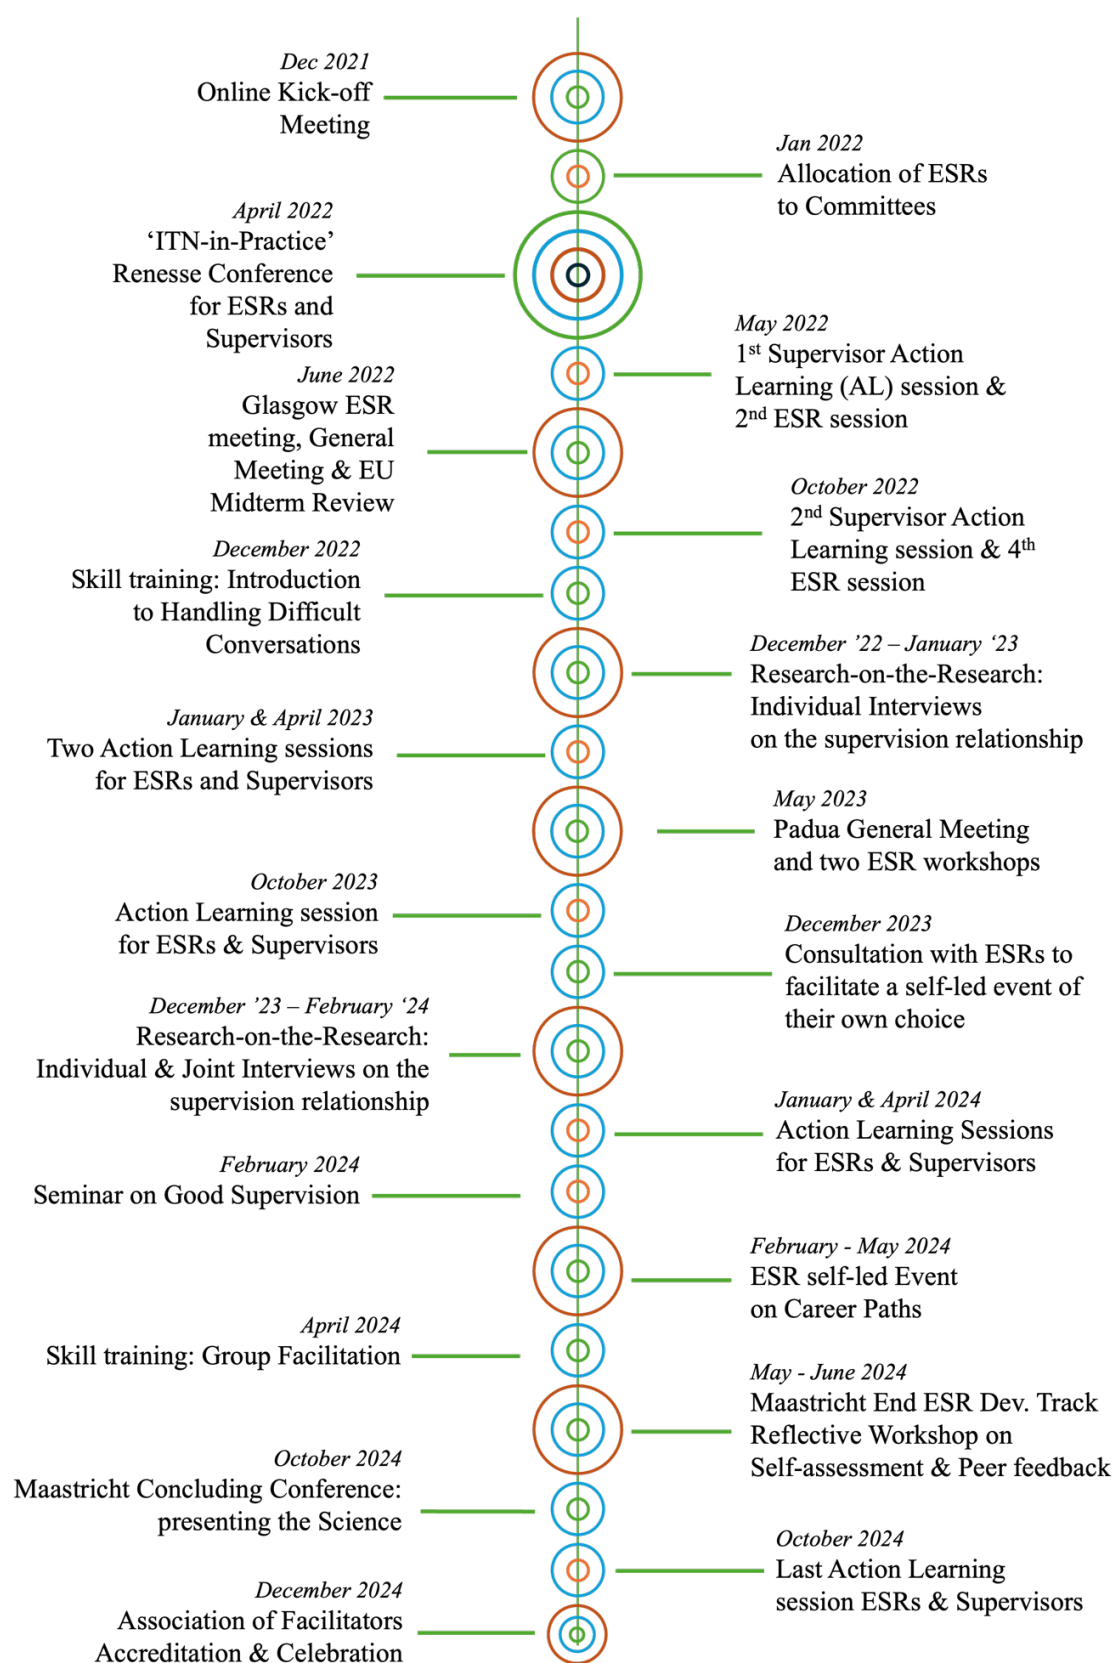 Dec 2021
Online Kick-off
Meeting
Jan 2022
Allocation of ESRs
to Committees
April 2022
‘ITN-in-Practice’
Renesse Conference
for ESRs and
Supervisors
May 2022
1st Supervisor Action
Learning (AL) session &
2nd ESR session
June 2022
Glasgow ESR
meeting, General
Meeting & EU
Midterm Review
October 2022
2nd Supervisor Action
Learning session & 4th
ESR session
December 2022
Skill training: Introduction
to Handling Difficult
Conversations
December ’22 – January ‘23
Research-on-the-Research:
Individual Interviews
on the supervision relationship
January & April 2023
Two Action Learning sessions
for ESRs and Supervisors
May 2023
Padua General Meeting
and two ESR workshops
October 2023
Action Learning session
for ESRs & Supervisors
December 2023
Consultation with ESRs to
facilitate a self-led event of
their own choice
December ’23 – February ‘24
Research-on-the-Research:
Individual & Joint Interviews on the
supervision relationship
January & April 2024
Action Learning Sessions
for ESRs & Supervisors
February 2024
Seminar on Good Supervision
February - May 2024
ESR self-led Event
on Career Paths
April 2024
Skill training: Group Facilitation
May - June 2024
Maastricht End ESR Dev. Track
Reflective Workshop on
Self-assessment & Peer feedback
October 2024
Maastricht Concluding Conference:
presenting the Science
October 2024
Last Action Learning
session ESRs & Supervisors
December 2024
Association of Facilitators
Accreditation & Celebration